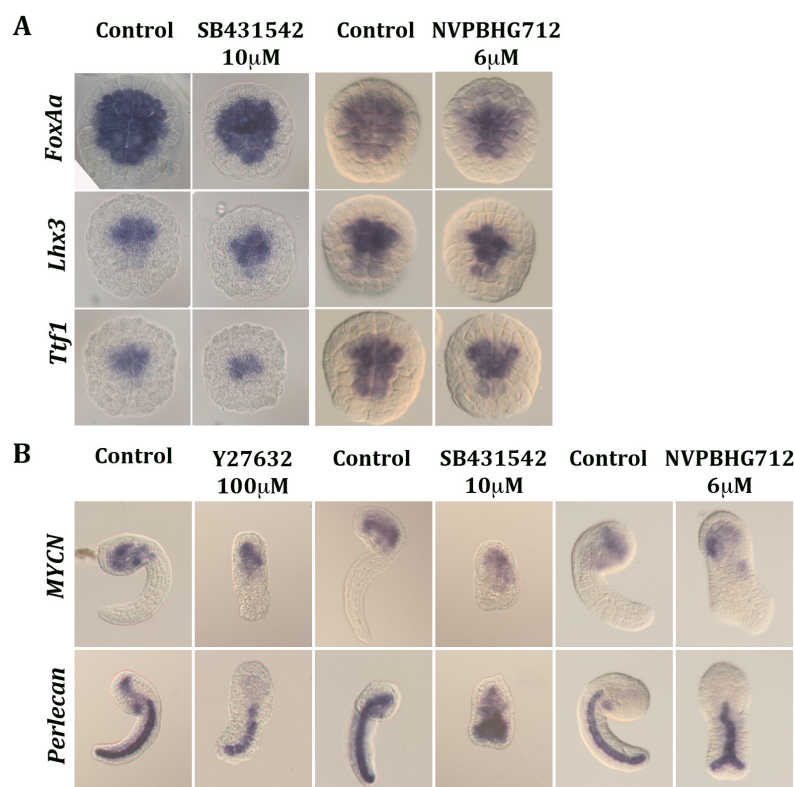 A
Control SB431542 Control NVPBHG712
10µM 6µM
FoxAa
Lhx3
Ttf1
B
Control Y27632 Control SB431542 Control NVPBHG712
100µM 10µM 6µM
MYCN
Perlecan